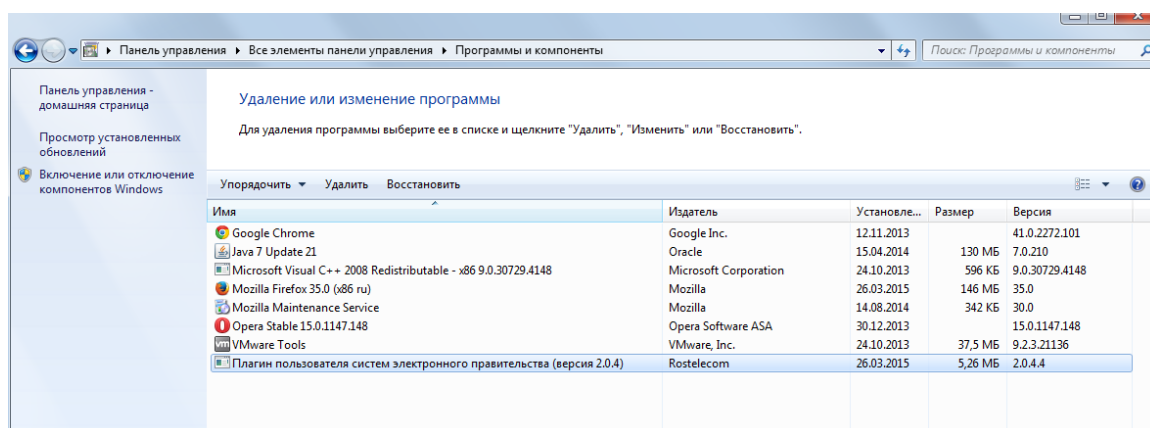 Панель управления ▸ Все элементы панели управления ▸ Программы и компоненты Поиск: Программы и компоненты
Панель управления -
домашняя страница
Просмотр установленных
обновлений
Включение или отключение
компонентов Windows
Удаление или изменение программы
Для удаления программы выберите ее в списке и щелкните "Удалить", "Изменить" или "Восстановить".
Упорядочить Удалить Восстановить
Имя Издатель Установле... Размер Версия
Google Chrome Google Inc. 12.11.2013 41.0.2272.101
Java 7 Update 21 Oracle 15.04.2014 130 МБ 7.0.210
Microsoft Visual C++ 2008 Redistributable - x86 9.0.30729.4148 Microsoft Corporation 24.10.2013 596 КБ 9.0.30729.4148
Mozilla Firefox 35.0 (x86 ru) Mozilla 26.03.2015 146 МБ 35.0
Mozilla Maintenance Service Mozilla 14.08.2014 342 КБ 30.0
Opera Stable 15.0.1147.148 Opera Software ASA 30.12.2013 15.0.1147.148
VMware Tools VMware, Inc. 24.10.2013 37,5 МБ 9.2.3.21136
Плагин пользователя систем электронного правительства (версия 2.0.4) Rostelecom 26.03.2015 5,26 МБ 2.0.4.4